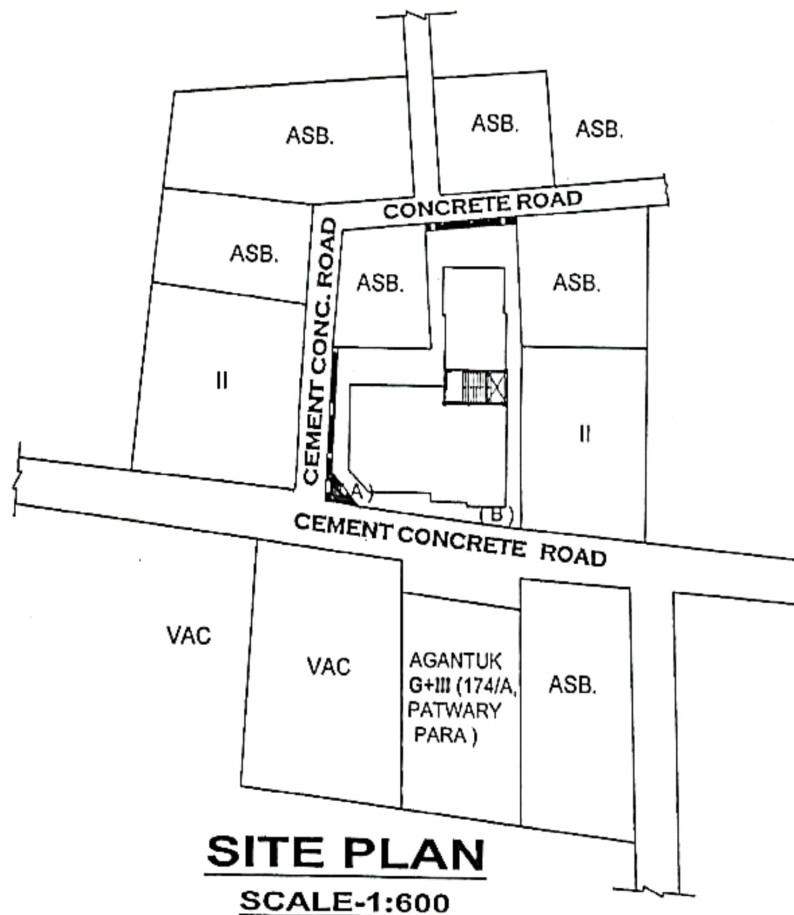 ASB.
ASB.
ASB.
CONCRETE ROAD
CEMENT CONC. ROAD
ASB.
ASB.
ASB.
II
II
( A )
( B )
CEMENT CONCRETE ROAD
VAC
VAC
AGANTUK
G+III (174/A,
PATWARY
PARA )
ASB.
SITE PLAN
SCALE-1:600